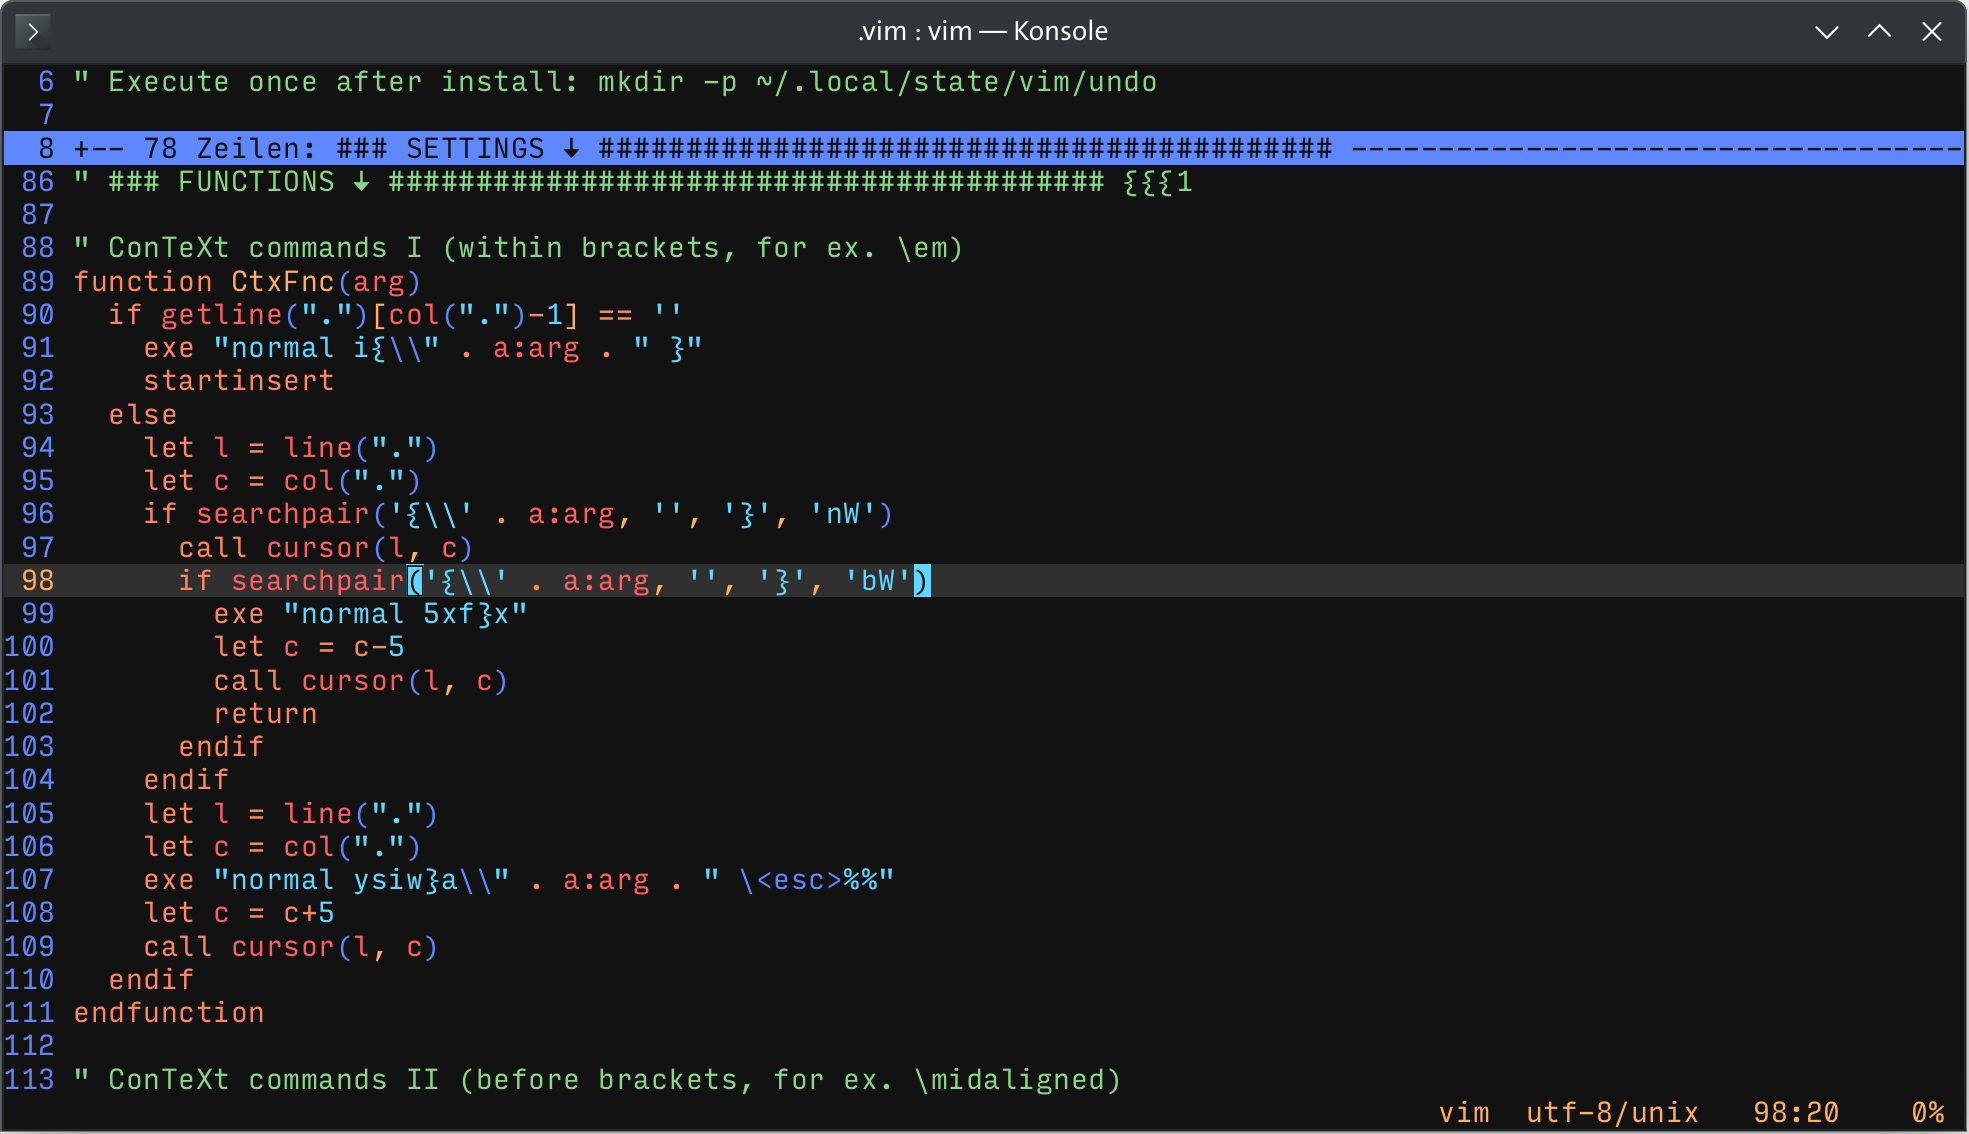 .vim : vim — Konsole
6 " Execute once after install: mkdir -p ~/.local/state/vim/undo
7
8 +-- 78 Zeilen: ### SETTINGS ↓ ########################################## -----------------------------------
86 " ### FUNCTIONS ↓ ######################################### {{{1
87
88 " ConTeXt commands I (within brackets, for ex. \em)
89 function CtxFnc(arg)
90   if getline(".")[col(".")-1] == ''
91     exe "normal i{\\" . a:arg . " }"
92     startinsert
93   else
94     let l = line(".")
95     let c = col(".")
96     if searchpair('{\\' . a:arg, '', '}', 'nW')
97       call cursor(l, c)
98       if searchpair('{\\' . a:arg, '', '}', 'bW')
99         exe "normal 5xf}x"
100         let c = c-5
101         call cursor(l, c)
102         return
103       endif
104     endif
105     let l = line(".")
106     let c = col(".")
107     exe "normal ysiw}a\\" . a:arg . " \<esc>%%"
108     let c = c+5
109     call cursor(l, c)
110   endif
111 endfunction
112
113 " ConTeXt commands II (before brackets, for ex. \midaligned)
vim  utf-8/unix   98:20    0%